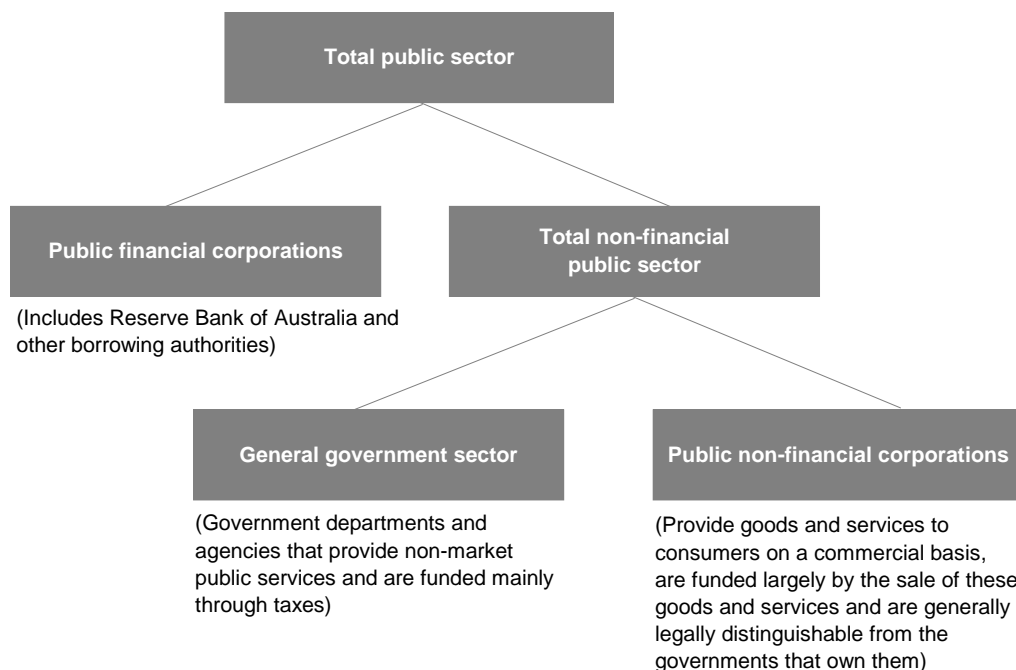 Total public sector
Public financial corporations
Total non-financial
public sector
(Includes Reserve Bank of Australia and
other borrowing authorities)
General government sector
Public non-financial corporations
(Government departments and
agencies that provide non-market
public services and are funded mainly
through taxes)
(Provide goods and services to
consumers on a commercial basis,
are funded largely by the sale of these
goods and services and are generally
legally distinguishable from the
governments that own them)